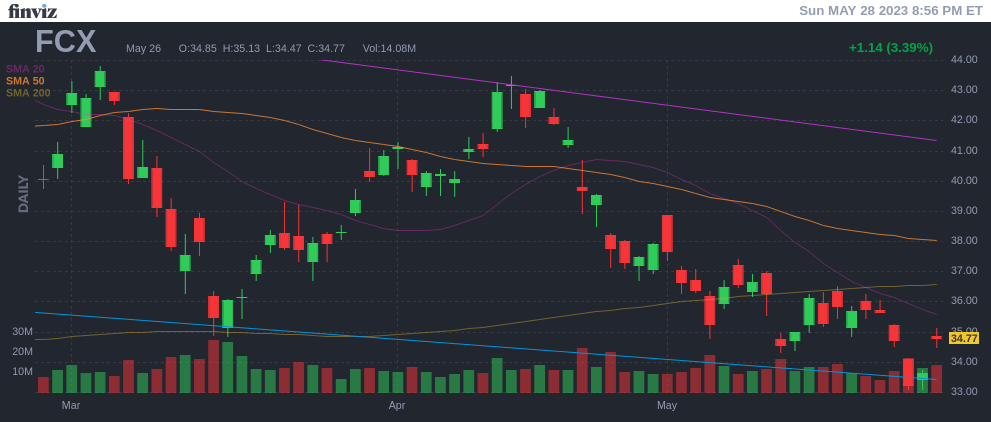 finviz
Sun MAY 28 2023 8:56 PM ET
FCX
May 26 O:34.85 H:35.13 L:34.47 C:34.77 Vol:14.08M
+1.14 (3.39%)
SMA 20
SMA 50
SMA 200
DAILY
44.00
43.00
42.00
41.00
40.00
39.00
38.00
37.00
36.00
35.00
34.77
34.00
33.00
30M
20M
10M
Mar
Apr
May